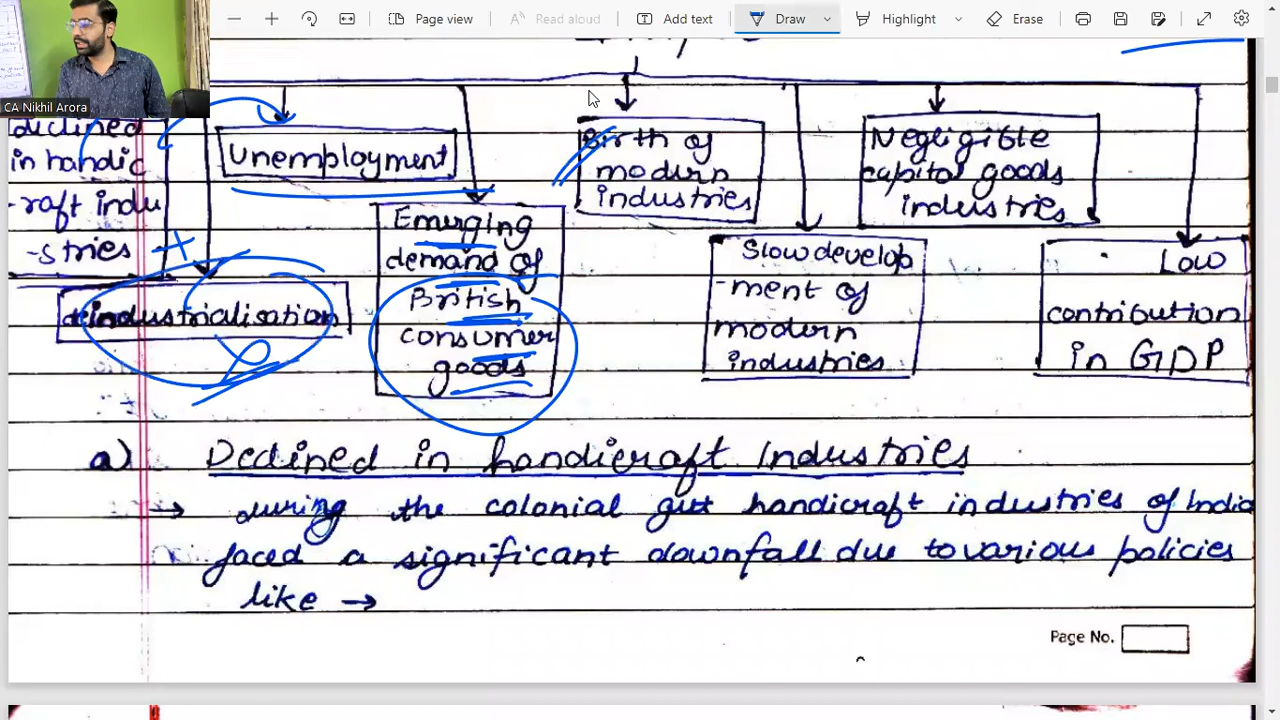 Page view
Read aloud
Add text
Draw
Highlight
Erase
CA Nikhil Arora
declined
in handic
-raft indu
-stries
Unemployment
Emerging
demand of
British
consumer
goods
Birth of
modern
industries
Negligible
capital goods
industries
deindustrialisation
Slow develop
-ment of
modern
industries
Low
contribution
in GDP
a) Declined in handicraft Industries
→ during the colonial handicraft industries of India
faced a significant downfall due to various policies
like →
Page No.